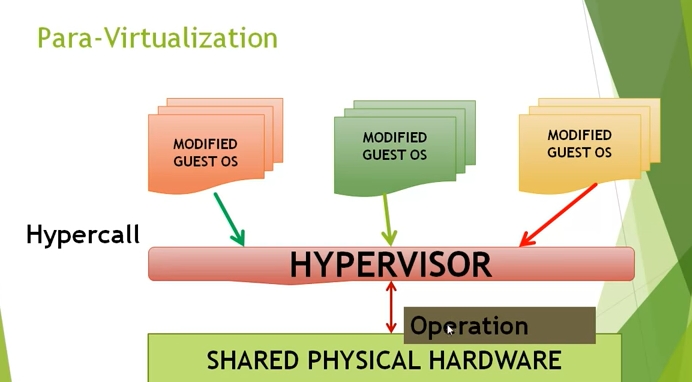 Para-Virtualization
MODIFIED
GUEST OS
MODIFIED
GUEST OS
MODIFIED
GUEST OS
Hypercall
HYPERVISOR
Operation
SHARED PHYSICAL HARDWARE